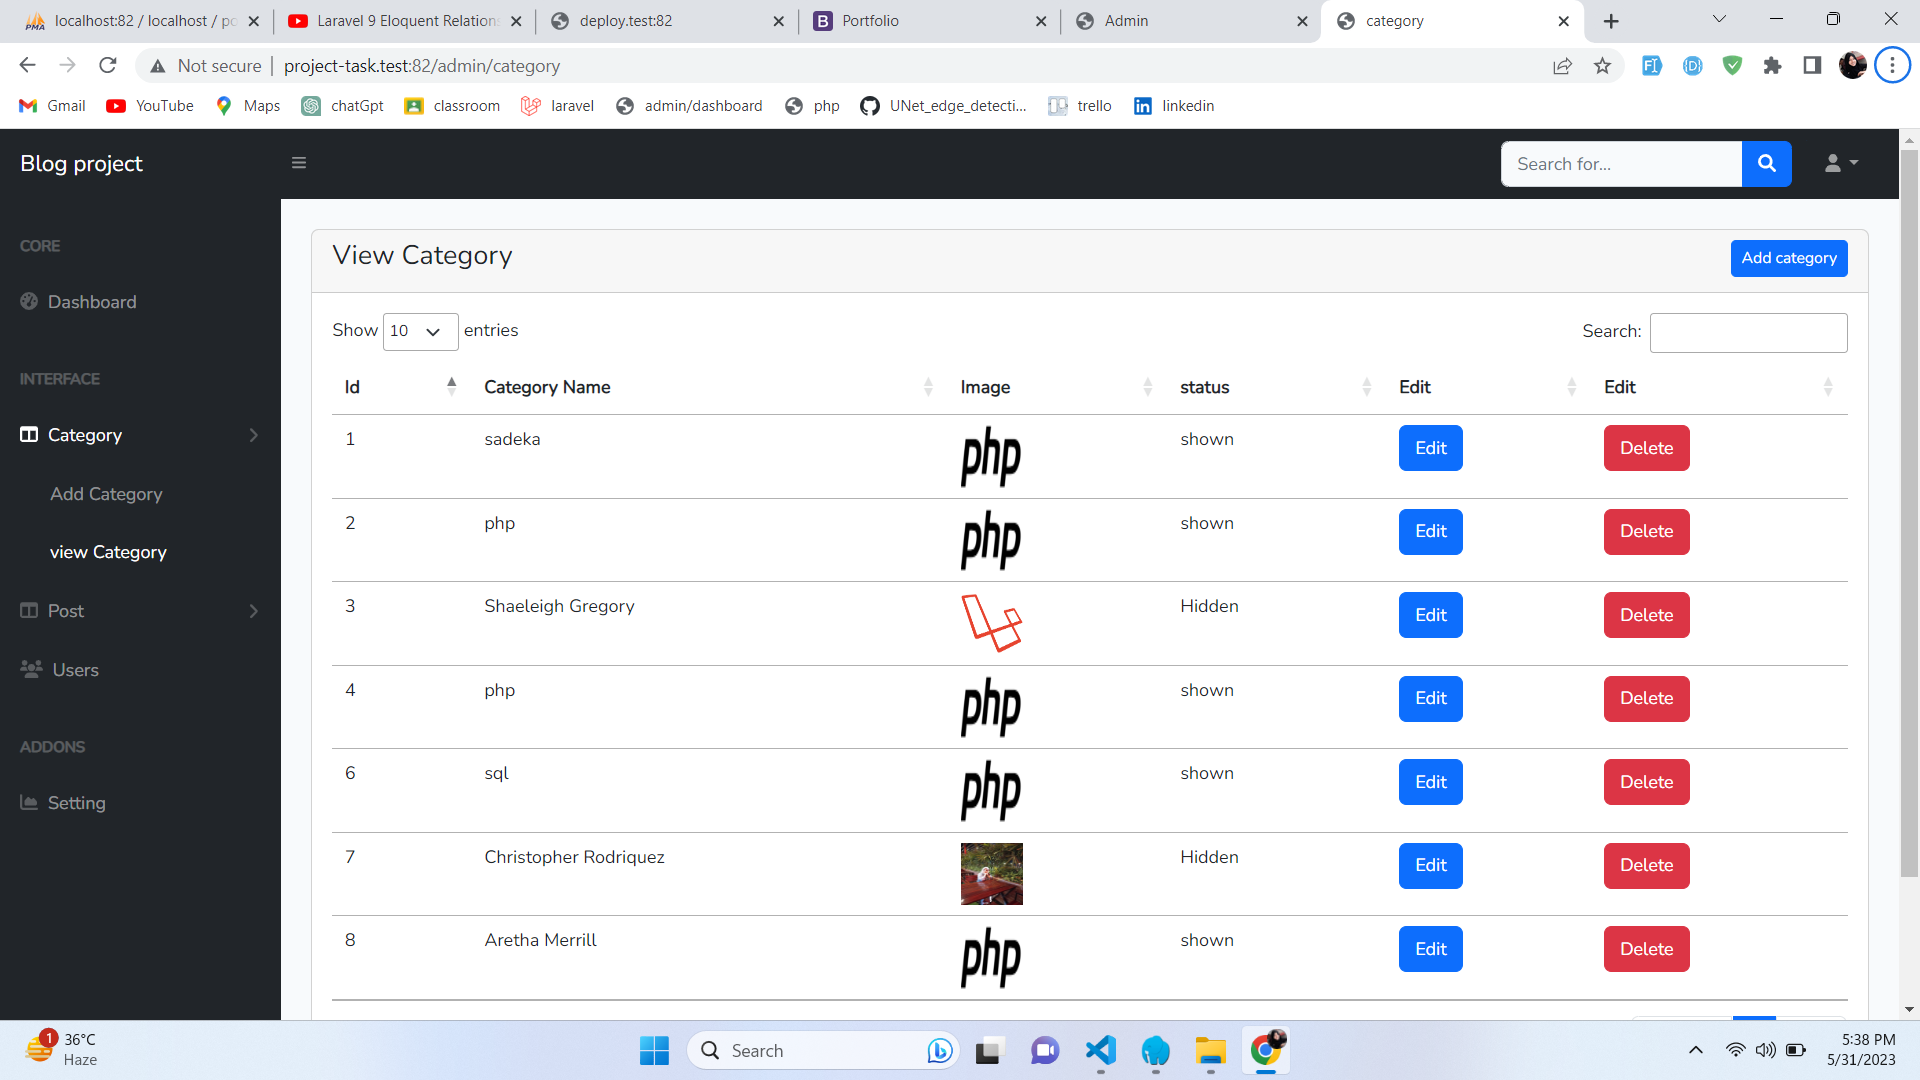 localhost:82 / localhost / po
Laravel 9 Eloquent Relations
deploy.test:82
Portfolio
Admin
category
Not secure
project-task.test:82/admin/category
Gmail
YouTube
Maps
chatGpt
classroom
laravel
admin/dashboard
php
UNet_edge_detecti...
trello
linkedin
Blog project
Search for...
CORE
Dashboard
INTERFACE
Category
Add Category
view Category
Post
Users
ADDONS
Setting
View Category
Add category
Show 10 entries
Search:
Id Category Name Image status Edit Edit
1 sadeka php shown Edit Delete
2 php php shown Edit Delete
3 Shaeleigh Gregory Hidden Edit Delete
4 php php shown Edit Delete
6 sql php shown Edit Delete
7 Christopher Rodriquez Hidden Edit Delete
8 Aretha Merrill php shown Edit Delete
1
36°C
Haze
Search
5:38 PM
5/31/2023